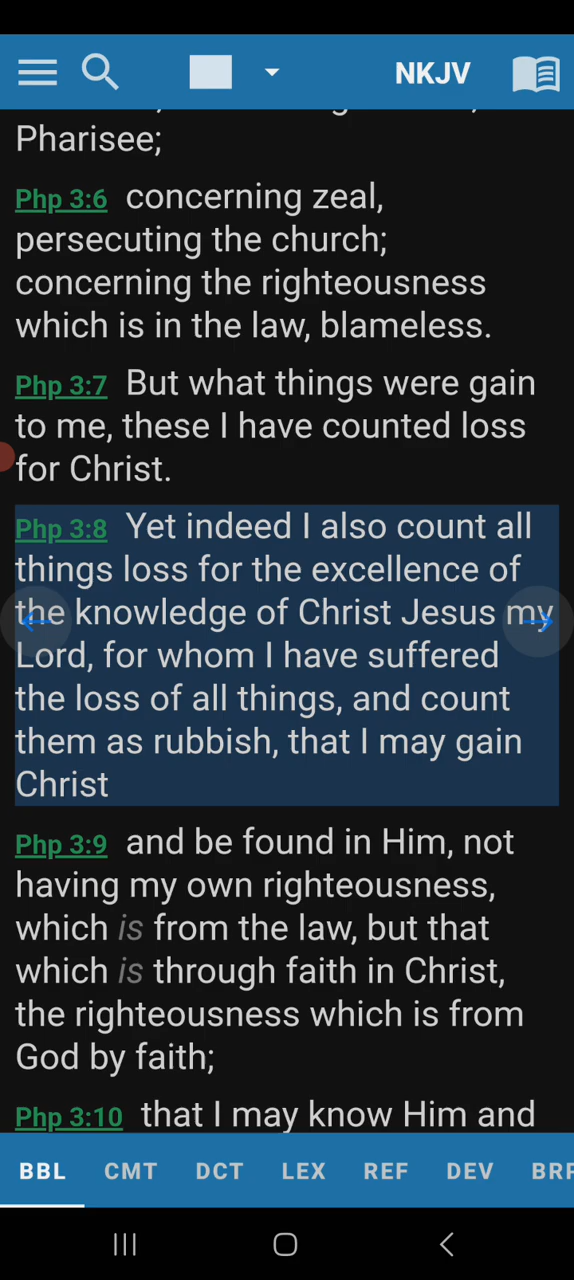 NKJV
Pharisee;
Php 3:6 concerning zeal,
persecuting the church;
concerning the righteousness
which is in the law, blameless.
Php 3:7 But what things were gain
to me, these I have counted loss
for Christ.
Php 3:8 Yet indeed I also count all
things loss for the excellence of
the knowledge of Christ Jesus my
Lord, for whom I have suffered
the loss of all things, and count
them as rubbish, that I may gain
Christ
Php 3:9 and be found in Him, not
having my own righteousness,
which is from the law, but that
which is through faith in Christ,
the righteousness which is from
God by faith;
Php 3:10 that I may know Him and
BBL CMT DCT LEX REF DEV BRP